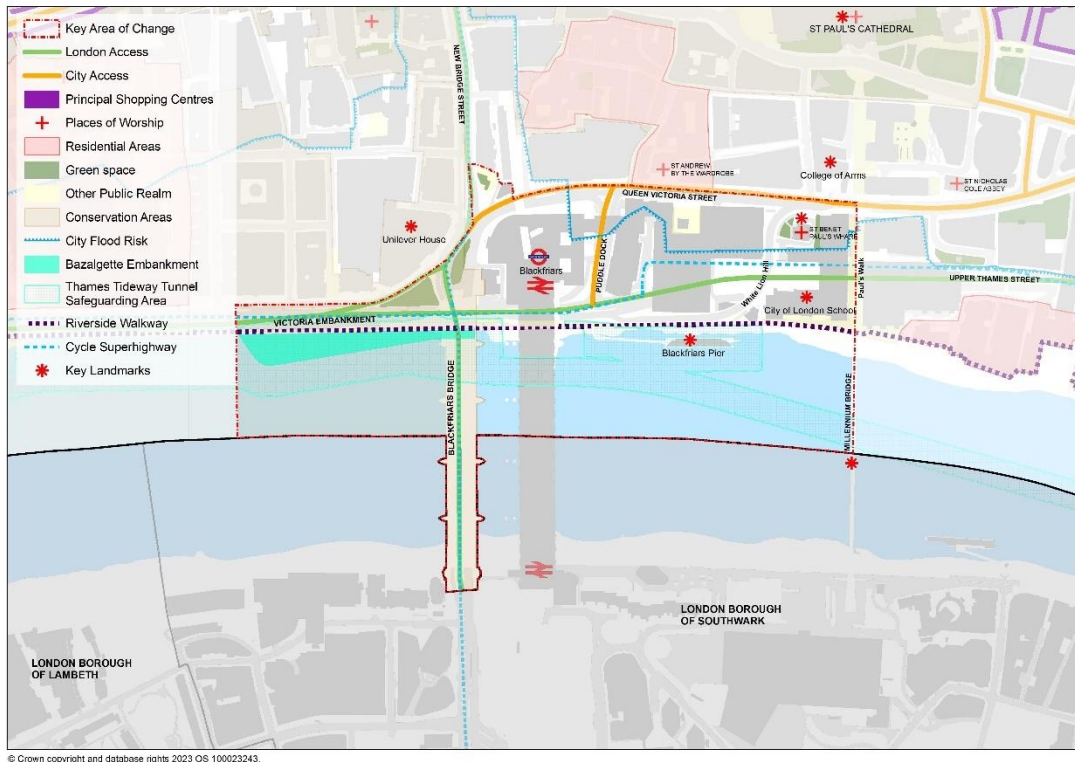 Key Area of Change
London Access
City Access
Principal Shopping Centres
Places of Worship
Residential Areas
Green space
Other Public Realm
Conservation Areas
City Flood Risk
Bazalgette Embankment
Thames Tideway Tunnel
Safeguarding Area
Riverside Walkway
Cycle Superhighway
Key Landmarks
NEW BRIDGE STREET
ST PAUL'S CATHEDRAL
ST ANDREW
BY THE WARDROBE
College of Arms
ST NICHOLAS
COLE ABBEY
QUEEN VICTORIA STREET
Unilever House
ST BENET
PAUL'S WHARF
PUDDLE DOCK
Blackfriars
White Lion Hill
Paul's Walk
UPPER THAMES STREET
City of London School
VICTORIA EMBANKMENT
Blackfriars Pier
BLACKFRIARS BRIDGE
MILLENNIUM BRIDGE
LONDON BOROUGH
OF SOUTHWARK
LONDON BOROUGH
OF LAMBETH
© Crown copyright and database rights 2023 OS 100023243.